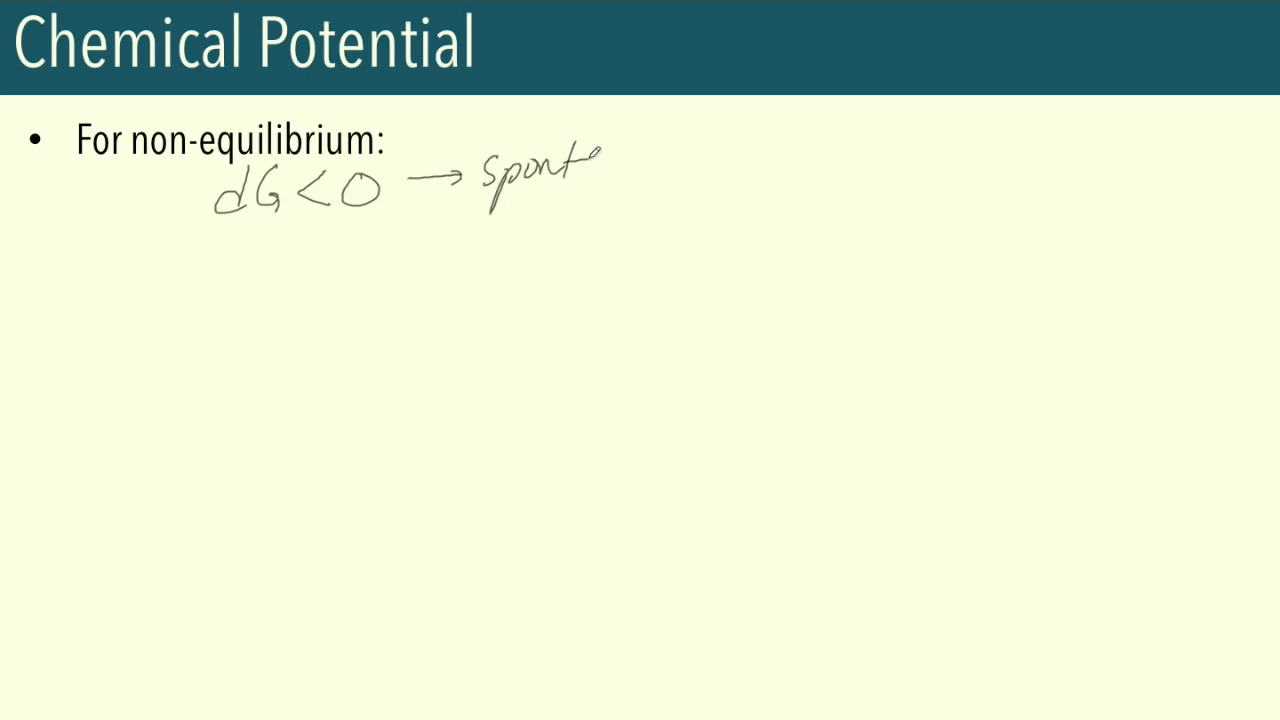 Chemical Potential
• For non-equilibrium:
dG < 0 → spont